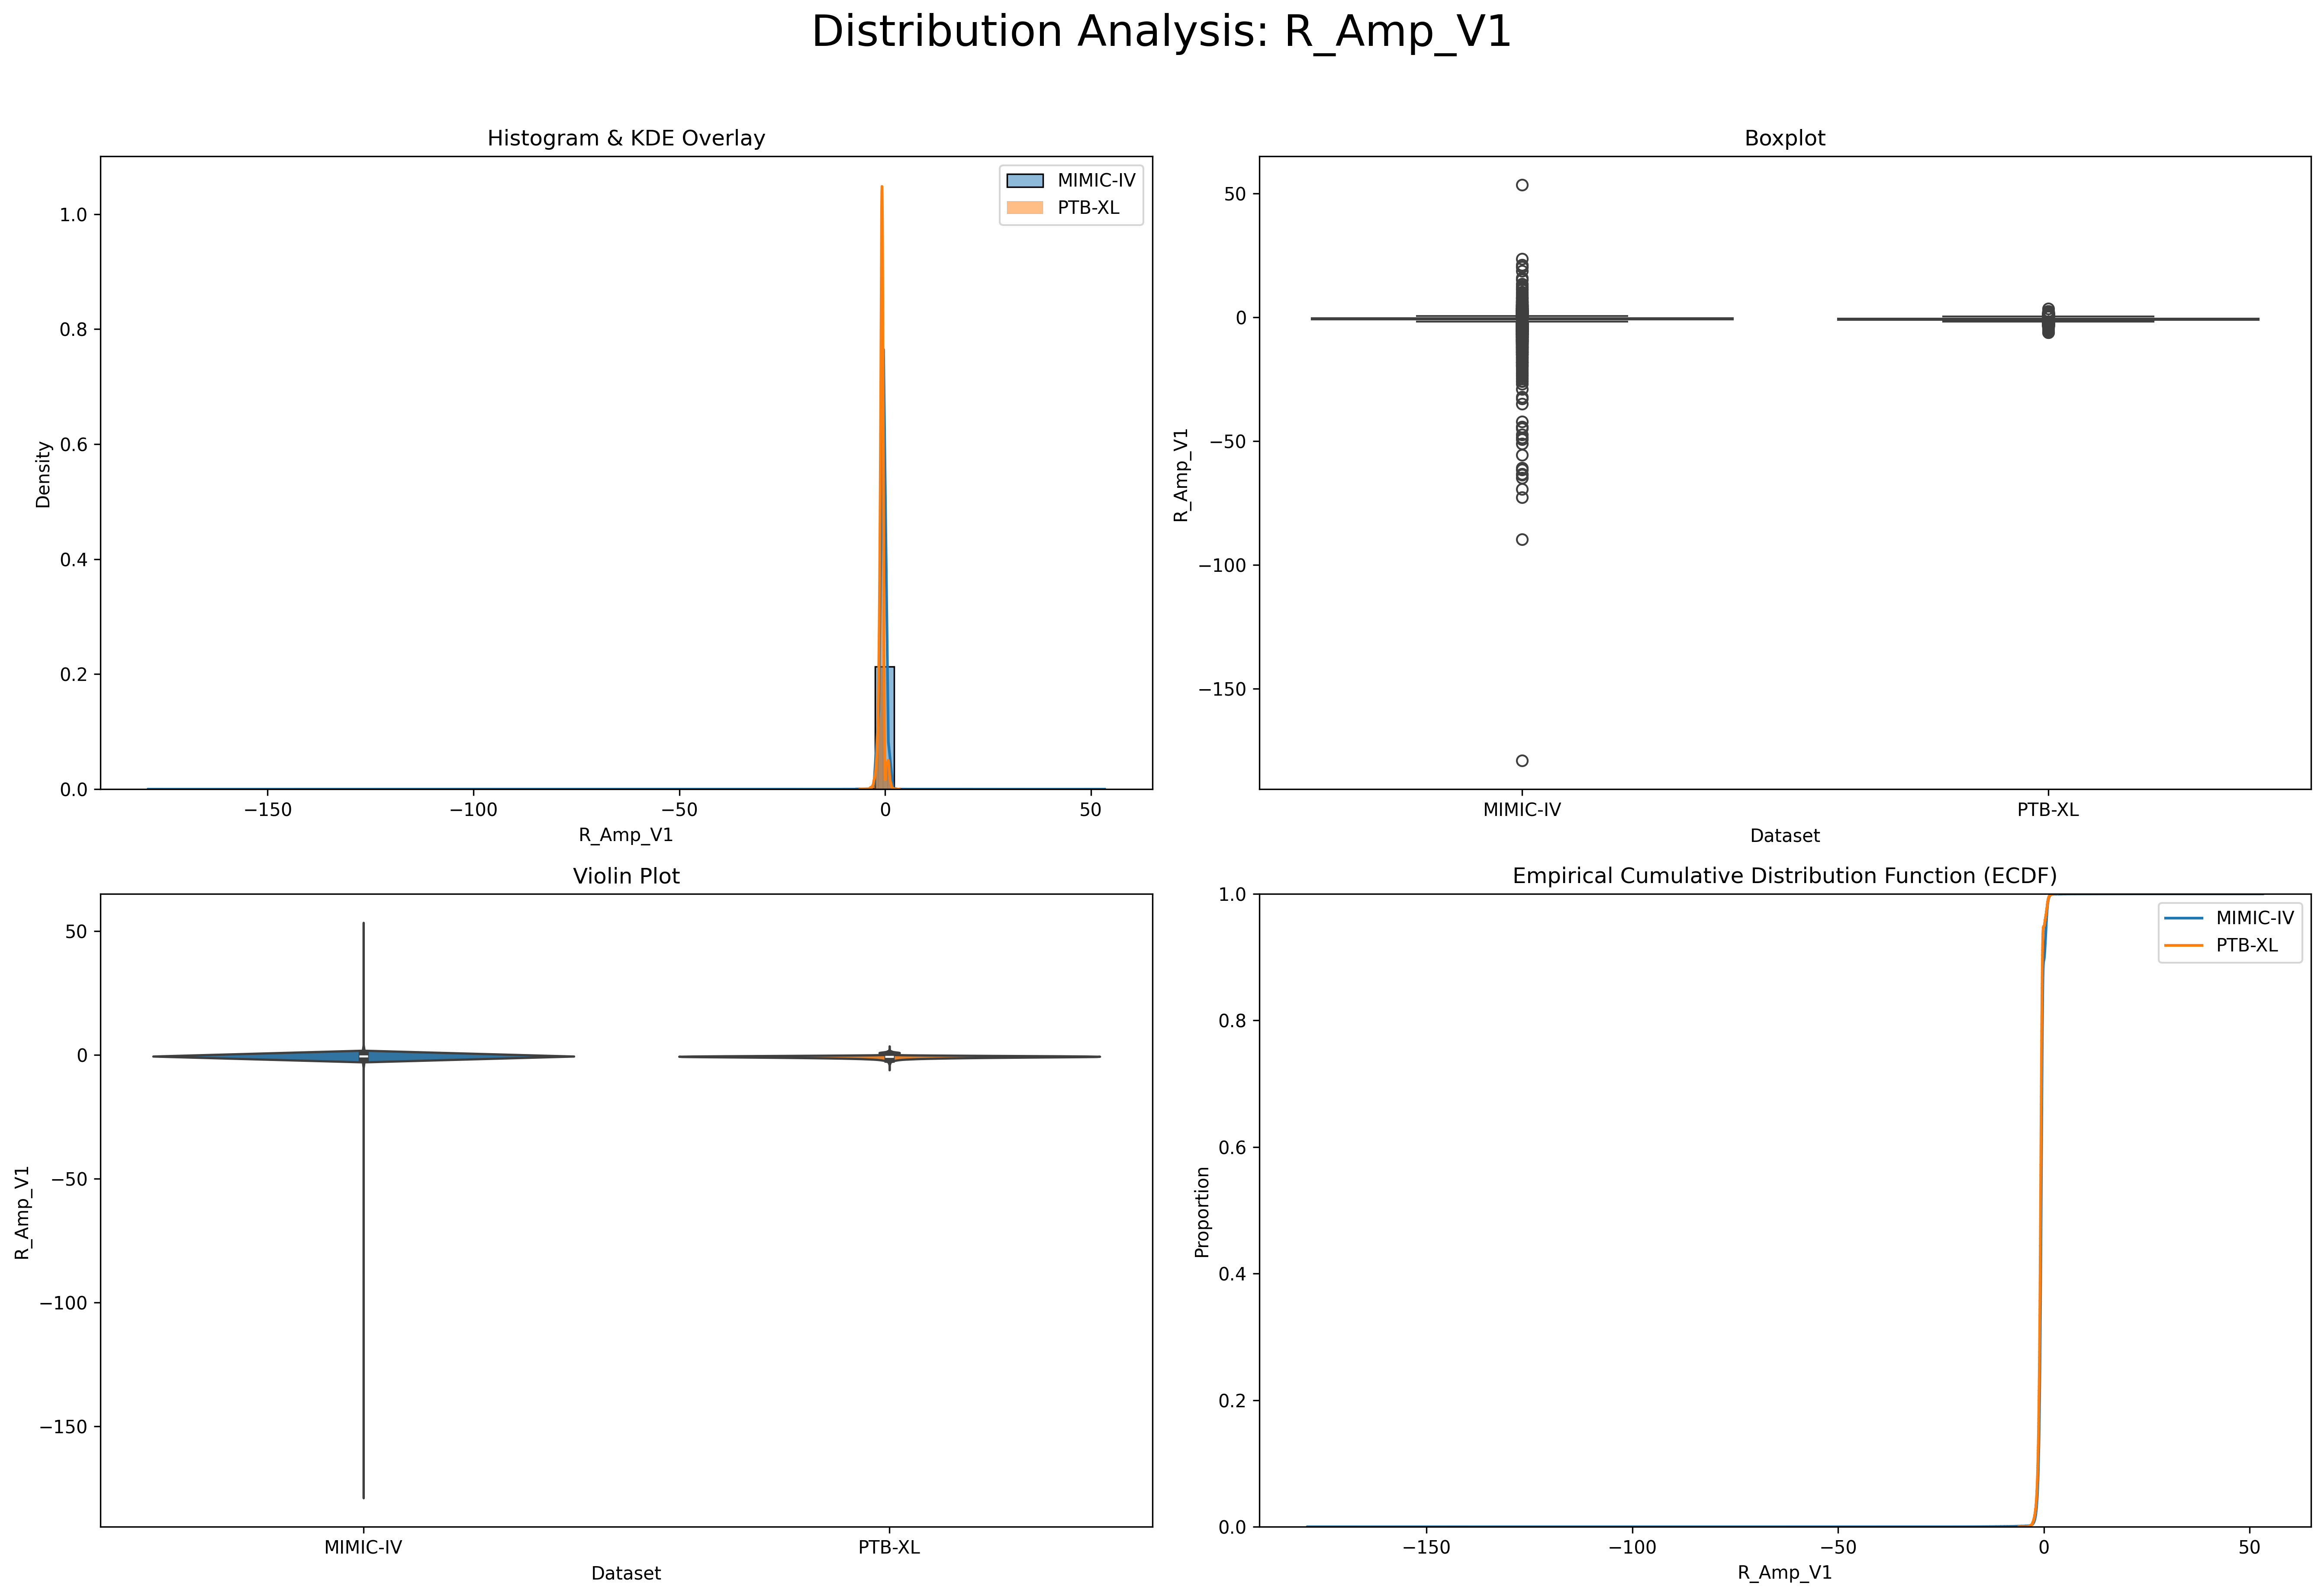 Distribution Analysis: R_Amp_V1
Histogram & KDE Overlay
MIMIC-IV
PTB-XL
Density
1.0
0.8
0.6
0.4
0.2
0.0
−150
−100
−50
0
50
R_Amp_V1
Boxplot
R_Amp_V1
50
0
−50
−100
−150
MIMIC-IV
PTB-XL
Dataset
Violin Plot
R_Amp_V1
50
0
−50
−100
−150
MIMIC-IV
PTB-XL
Dataset
Empirical Cumulative Distribution Function (ECDF)
MIMIC-IV
PTB-XL
Proportion
1.0
0.8
0.6
0.4
0.2
0.0
−150
−100
−50
0
50
R_Amp_V1